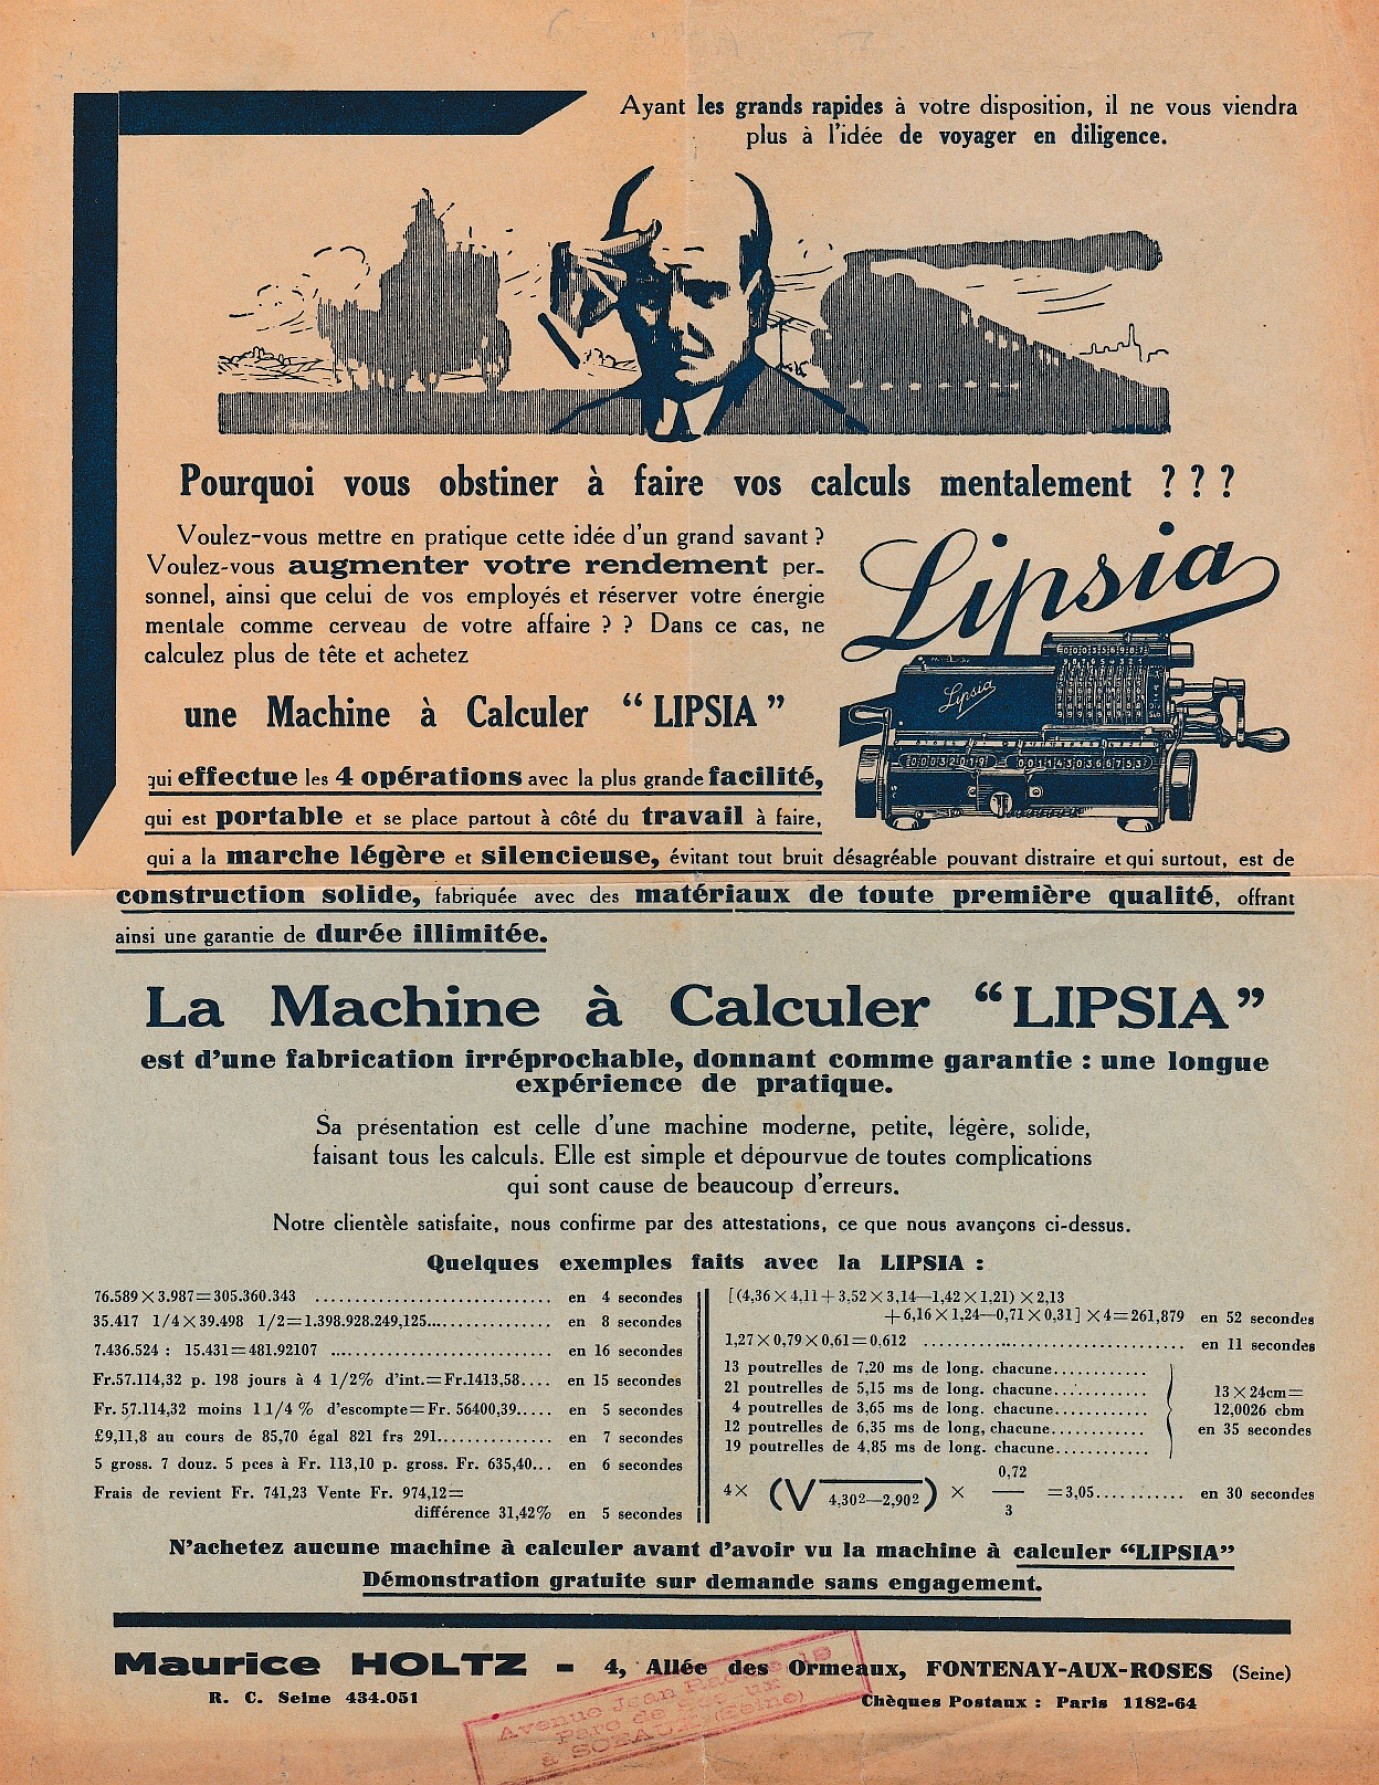 Ayant les grands rapides à votre disposition, il ne vous viendra
plus à l'idée de voyager en diligence.
Pourquoi vous obstiner à faire vos calculs mentalement ? ? ?
Voulez-vous mettre en pratique cette idée d'un grand savant ?
Voulez-vous augmenter votre rendement per-
sonnel, ainsi que celui de vos employés et réserver votre énergie
mentale comme cerveau de votre affaire ? ? Dans ce cas, ne
calculez plus de tête et achetez
Lipsia
Lipsia
une Machine à Calculer “ LIPSIA ”
qui effectue les 4 opérations avec la plus grande facilité,
qui est portable et se place partout à côté du travail à faire,
qui a la marche légère et silencieuse, évitant tout bruit désagréable pouvant distraire et qui surtout, est de
construction solide, fabriquée avec des matériaux de toute première qualité, offrant
ainsi une garantie de durée illimitée.
La Machine à Calculer “LIPSIA”
est d'une fabrication irréprochable, donnant comme garantie : une longue
expérience de pratique.
Sa présentation est celle d'une machine moderne, petite, légère, solide,
faisant tous les calculs. Elle est simple et dépourvue de toutes complications
qui sont cause de beaucoup d'erreurs.
Notre clientèle satisfaite, nous confirme par des attestations, ce que nous avançons ci-dessus.
Quelques exemples faits avec la LIPSIA :
76.589×3.987=305.360.343 .............................. en 4 secondes
35.417 1/4×39.498 1/2=1.398.928.249,125................ en 8 secondes
7.436.524 : 15.431=481.92107 ............................ en 16 secondes
Fr.57.114,32 p. 198 jours à 4 1/2% d'int.=Fr.1413,58.... en 15 secondes
Fr. 57.114,32 moins 1 1/4 % d'escompte=Fr. 56400,39..... en 5 secondes
£9,11,8 au cours de 85,70 égal 821 frs 291............... en 7 secondes
5 gross. 7 douz. 5 pces à Fr. 113,10 p. gross. Fr. 635,40... en 6 secondes
Frais de revient Fr. 741,23 Vente Fr. 974,12=
différence 31,42% en 5 secondes
[(4,36×4,11+3,52×3,14—1,42×1,21)×2,13
+6,16×1,24—0,71×0,31]×4=261,879 en 52 secondes
1,27×0,79×0,61=0,612 ................................. en 11 secondes
13 poutrelles de 7,20 ms de long. chacune............
21 poutrelles de 5,15 ms de long. chacune............
4 poutrelles de 3,65 ms de long. chacune............
12 poutrelles de 6,35 ms de long, chacune............
19 poutrelles de 4,85 ms de long. chacune............
13×24cm=
12,0026 cbm
en 35 secondes
4× (√ 4,30²—2,90²) × 0,72/3 =3,05........... en 30 secondes
N'achetez aucune machine à calculer avant d'avoir vu la machine à calculer “LIPSIA”
Démonstration gratuite sur demande sans engagement.
Maurice HOLTZ - 4, Allée des Ormeaux, FONTENAY-AUX-ROSES (Seine)
R. C. Seine 434.051
Chèques Postaux : Paris 1182-64
Avenue Jean Racine, 19
Parc de
à SCEAUX (Seine)